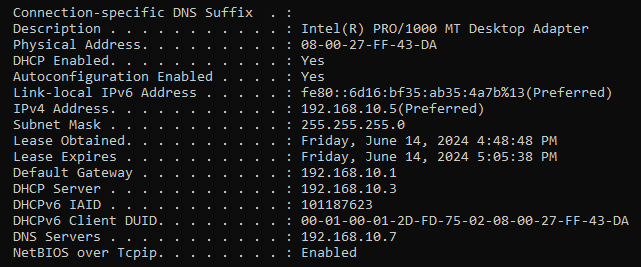 Connection-specific DNS Suffix  . :
Description . . . . . . . . . . . : Intel(R) PRO/1000 MT Desktop Adapter
Physical Address. . . . . . . . . : 08-00-27-FF-43-DA
DHCP Enabled. . . . . . . . . . . : Yes
Autoconfiguration Enabled . . . . : Yes
Link-local IPv6 Address . . . . . : fe80::6d16:bf35:ab35:4a7b%13(Preferred)
IPv4 Address. . . . . . . . . . . : 192.168.10.5(Preferred)
Subnet Mask . . . . . . . . . . . : 255.255.255.0
Lease Obtained. . . . . . . . . . : Friday, June 14, 2024 4:48:48 PM
Lease Expires . . . . . . . . . . : Friday, June 14, 2024 5:05:38 PM
Default Gateway . . . . . . . . . : 192.168.10.1
DHCP Server . . . . . . . . . . . : 192.168.10.3
DHCPv6 IAID . . . . . . . . . . . : 101187623
DHCPv6 Client DUID. . . . . . . . : 00-01-00-01-2D-FD-75-02-08-00-27-FF-43-DA
DNS Servers . . . . . . . . . . . : 192.168.10.7
NetBIOS over Tcpip. . . . . . . . : Enabled